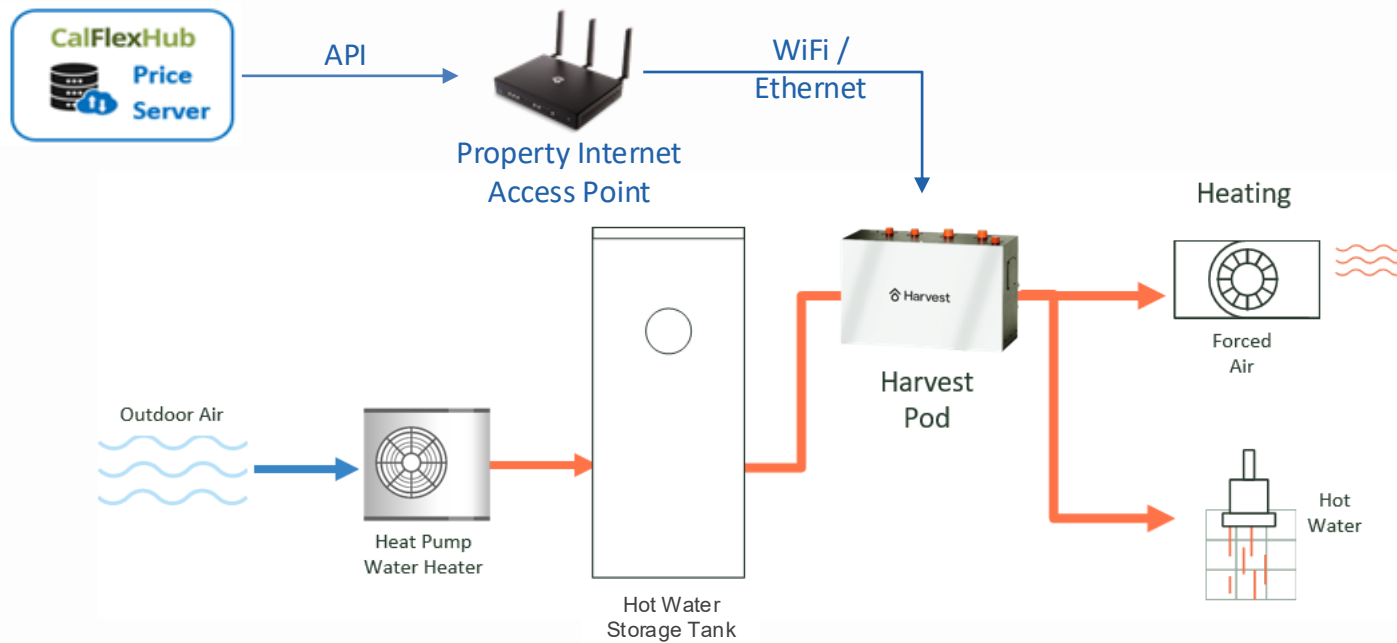 CalFlexHub
Price
Server
API
WiFi /
Ethernet
Property Internet
Access Point
Heating
Harvest
Forced
Air
Harvest
Pod
Outdoor Air
Heat Pump
Water Heater
Hot
Water
Hot Water
Storage Tank